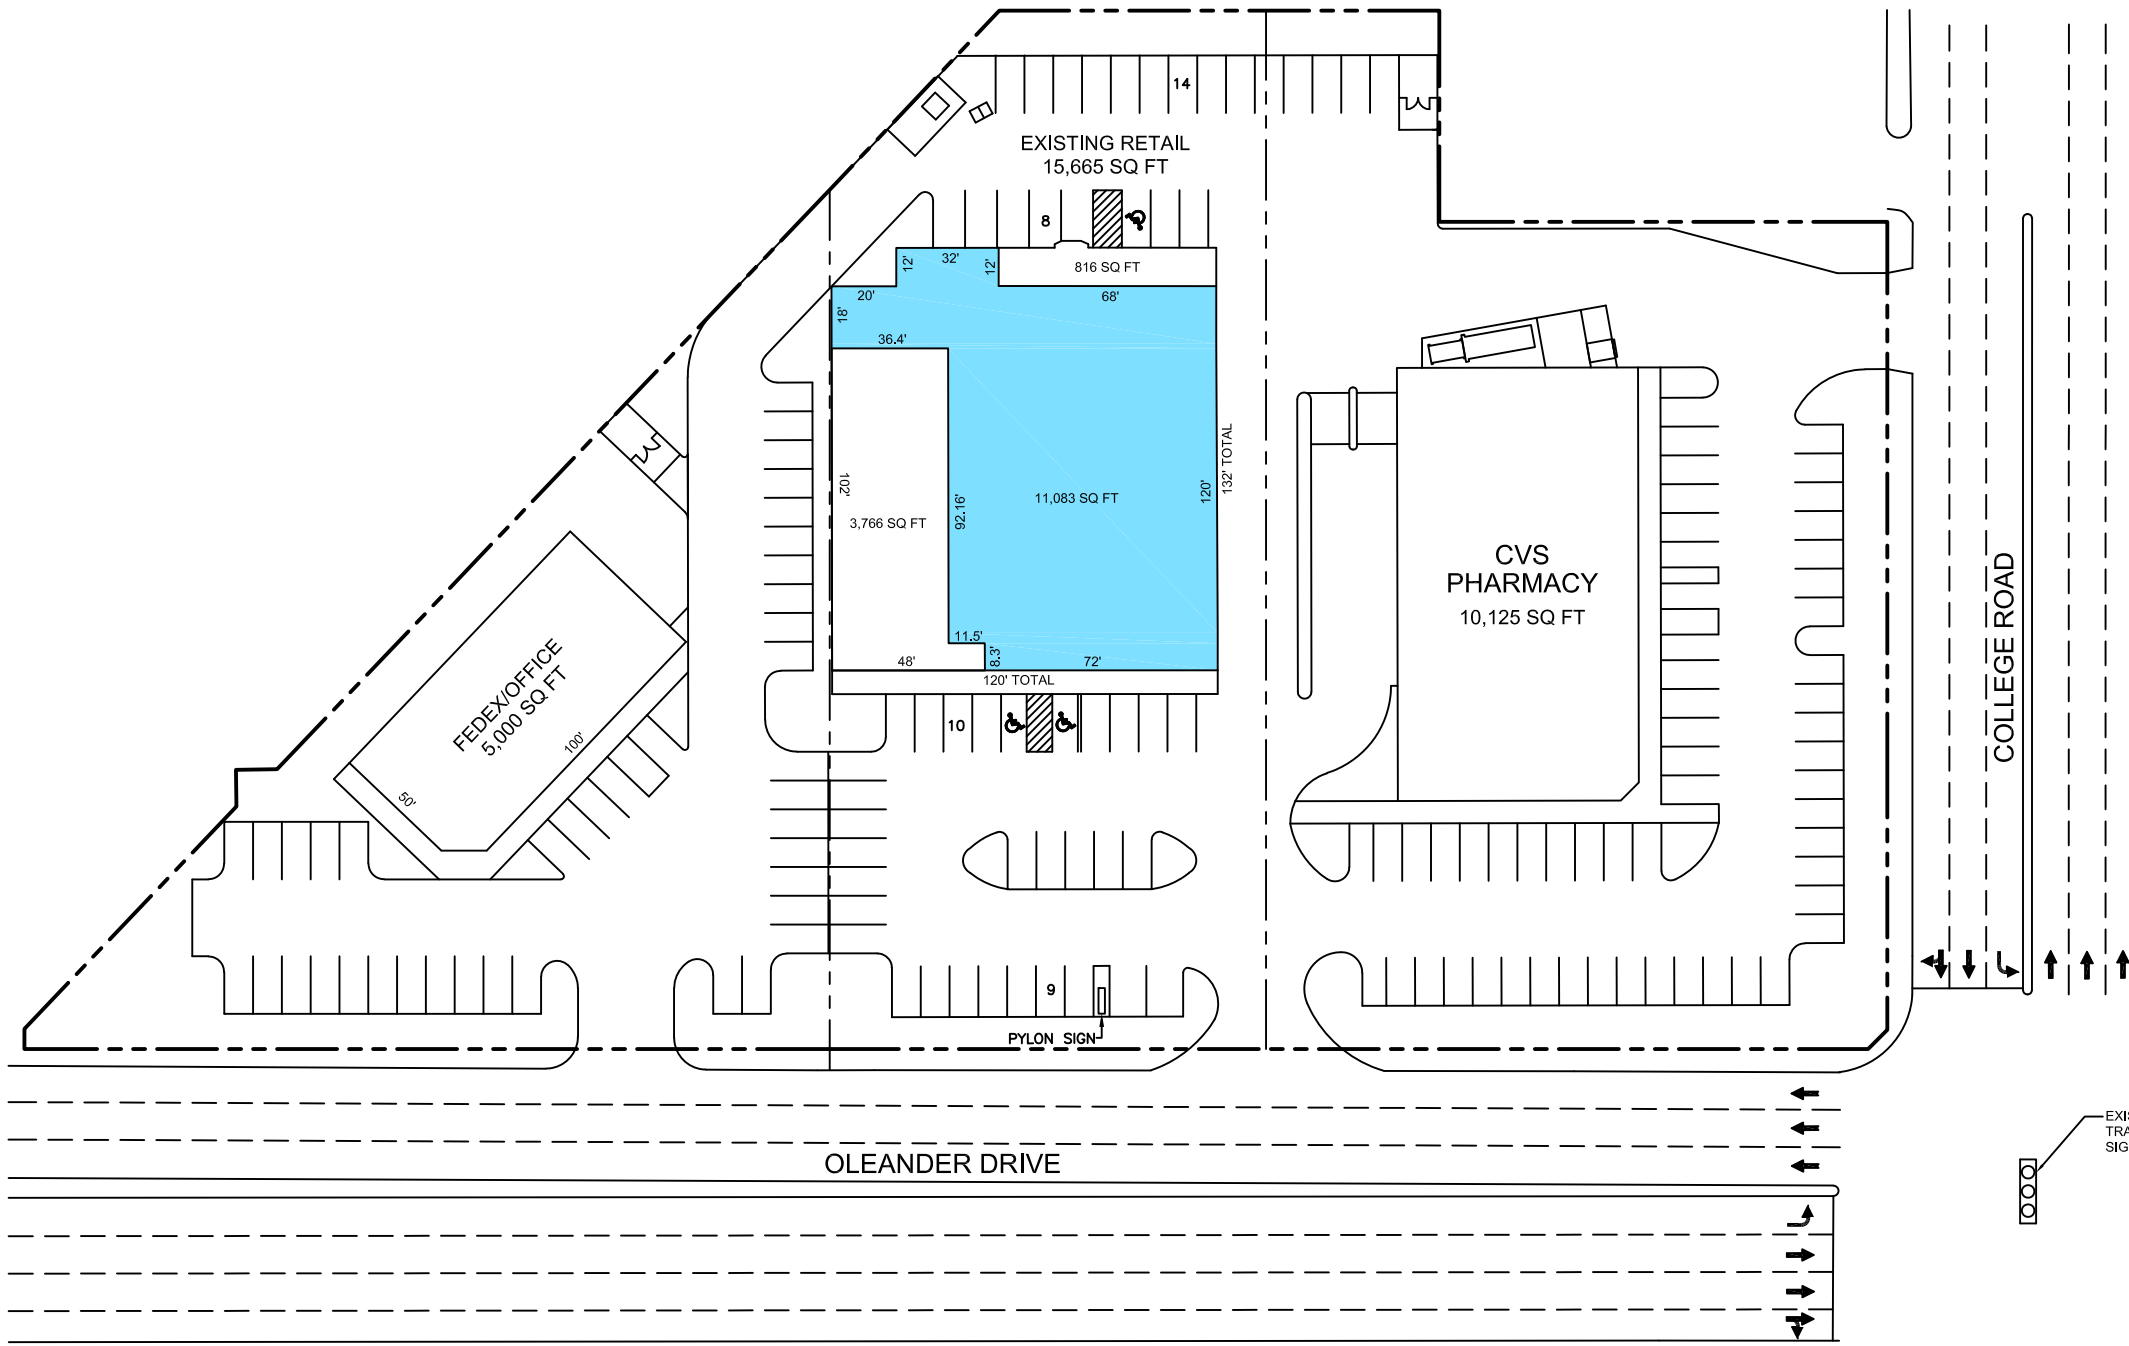 14
EXISTING RETAIL
15,665 SQ FT
8
12'
32'
12'
816 SQ FT
20'
68'
18'
36.4'
102'
3,766 SQ FT
92.16'
11,083 SQ FT
120'
132' TOTAL
11.5'
8.3'
48'
72'
120' TOTAL
10
CVS
PHARMACY
10,125 SQ FT
COLLEGE ROAD
FEDEX/OFFICE
5,000 SQ FT
100'
50'
9
PYLON SIGN
OLEANDER DRIVE
EXIS
TRA
SIG